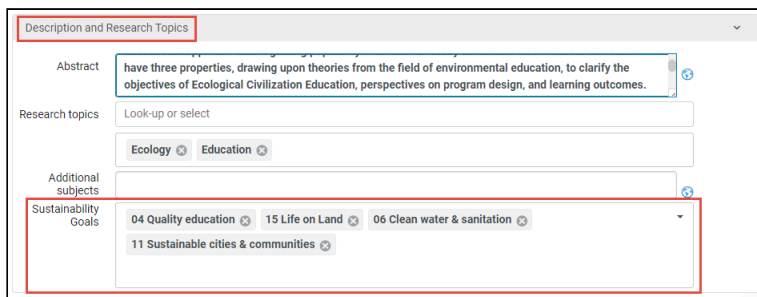 Description and Research Topics
Abstract
have three properties, drawing upon theories from the field of environmental education, to clarify the
objectives of Ecological Civilization Education, perspectives on program design, and learning outcomes.
Research topics
Look-up or select
Ecology
Education
Additional
subjects
Sustainability
Goals
04 Quality education
15 Life on Land
06 Clean water & sanitation
11 Sustainable cities & communities